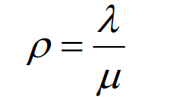 ρ = λ / μ